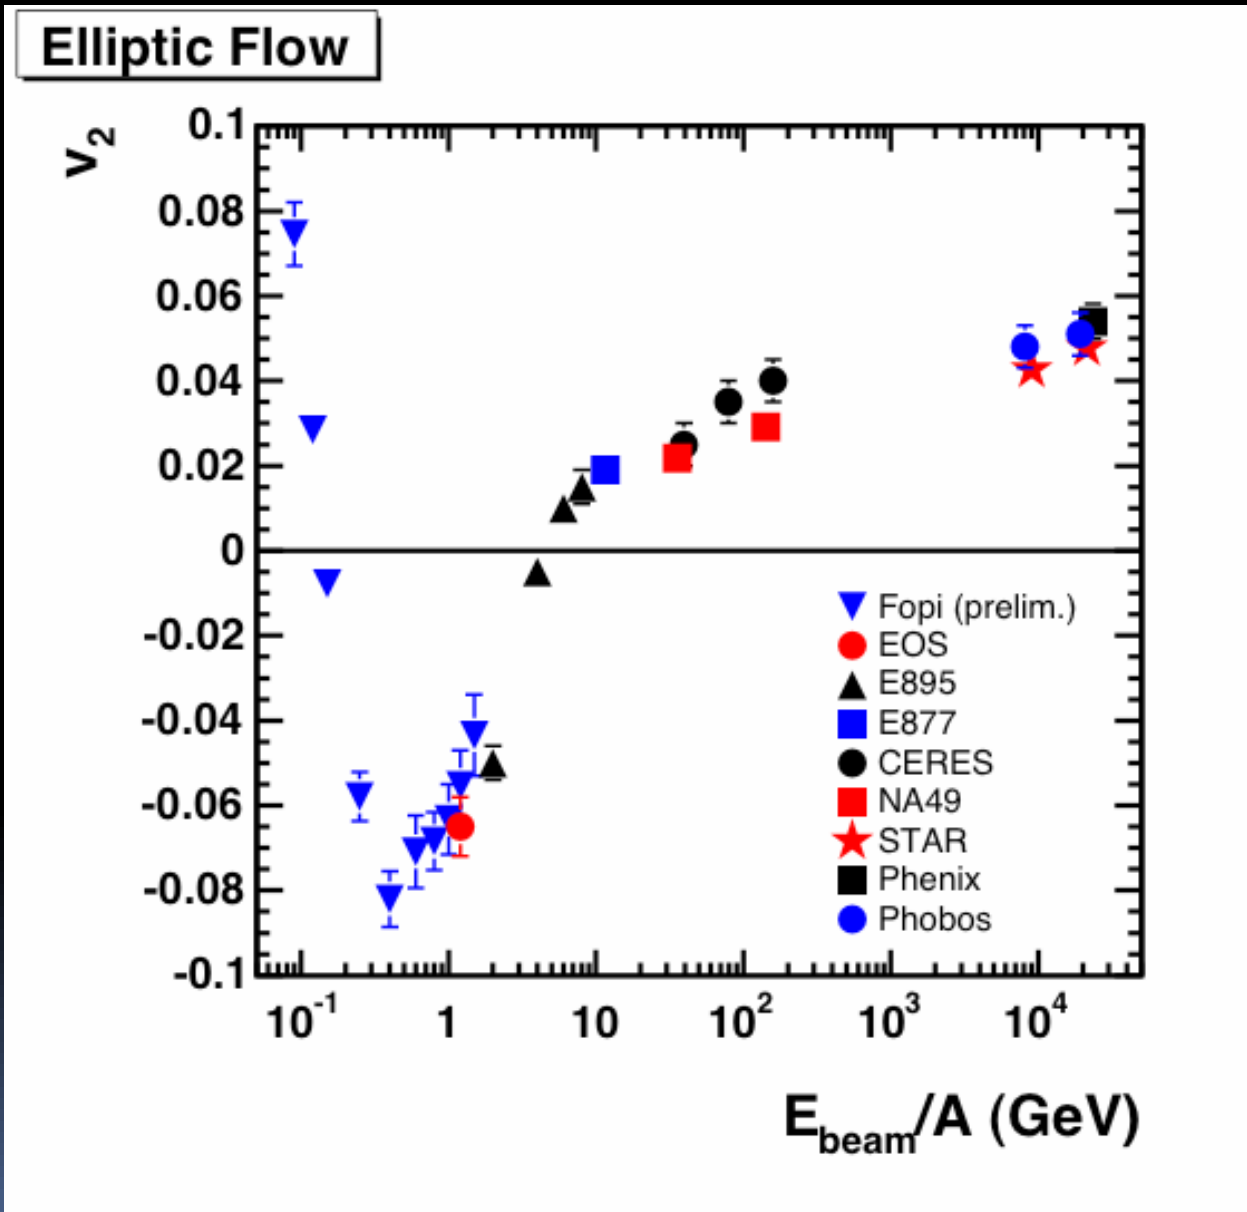 Elliptic Flow
v₂
0.1
0.08
0.06
0.04
0.02
0
-0.02
-0.04
-0.06
-0.08
-0.1
Fopi (prelim.)
EOS
E895
E877
CERES
NA49
STAR
Phenix
Phobos
10⁻¹ 1 10 10² 10³ 10⁴
E_beam/A (GeV)